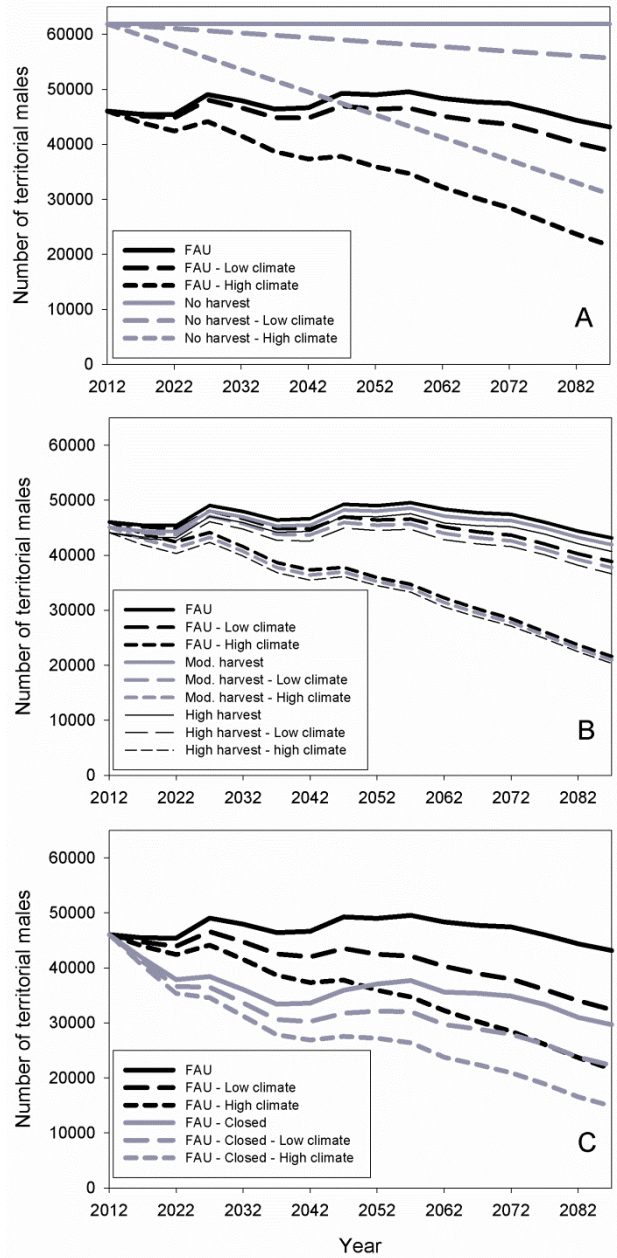 60000
50000
40000
30000
20000
10000
0
Number of territorial males
FAU
FAU - Low climate
FAU - High climate
No harvest
No harvest - Low climate
No harvest - High climate
A
2012 2022 2032 2042 2052 2062 2072 2082
60000
50000
40000
30000
20000
10000
0
Number of territorial males
FAU
FAU - Low climate
FAU - High climate
Mod. harvest
Mod. harvest - Low climate
Mod. harvest - High climate
High harvest
High harvest - Low climate
High harvest - high climate
B
2012 2022 2032 2042 2052 2062 2072 2082
60000
50000
40000
30000
20000
10000
0
Number of territorial males
FAU
FAU - Low climate
FAU - High climate
FAU - Closed
FAU - Closed - Low climate
FAU - Closed - High climate
C
2012 2022 2032 2042 2052 2062 2072 2082
Year